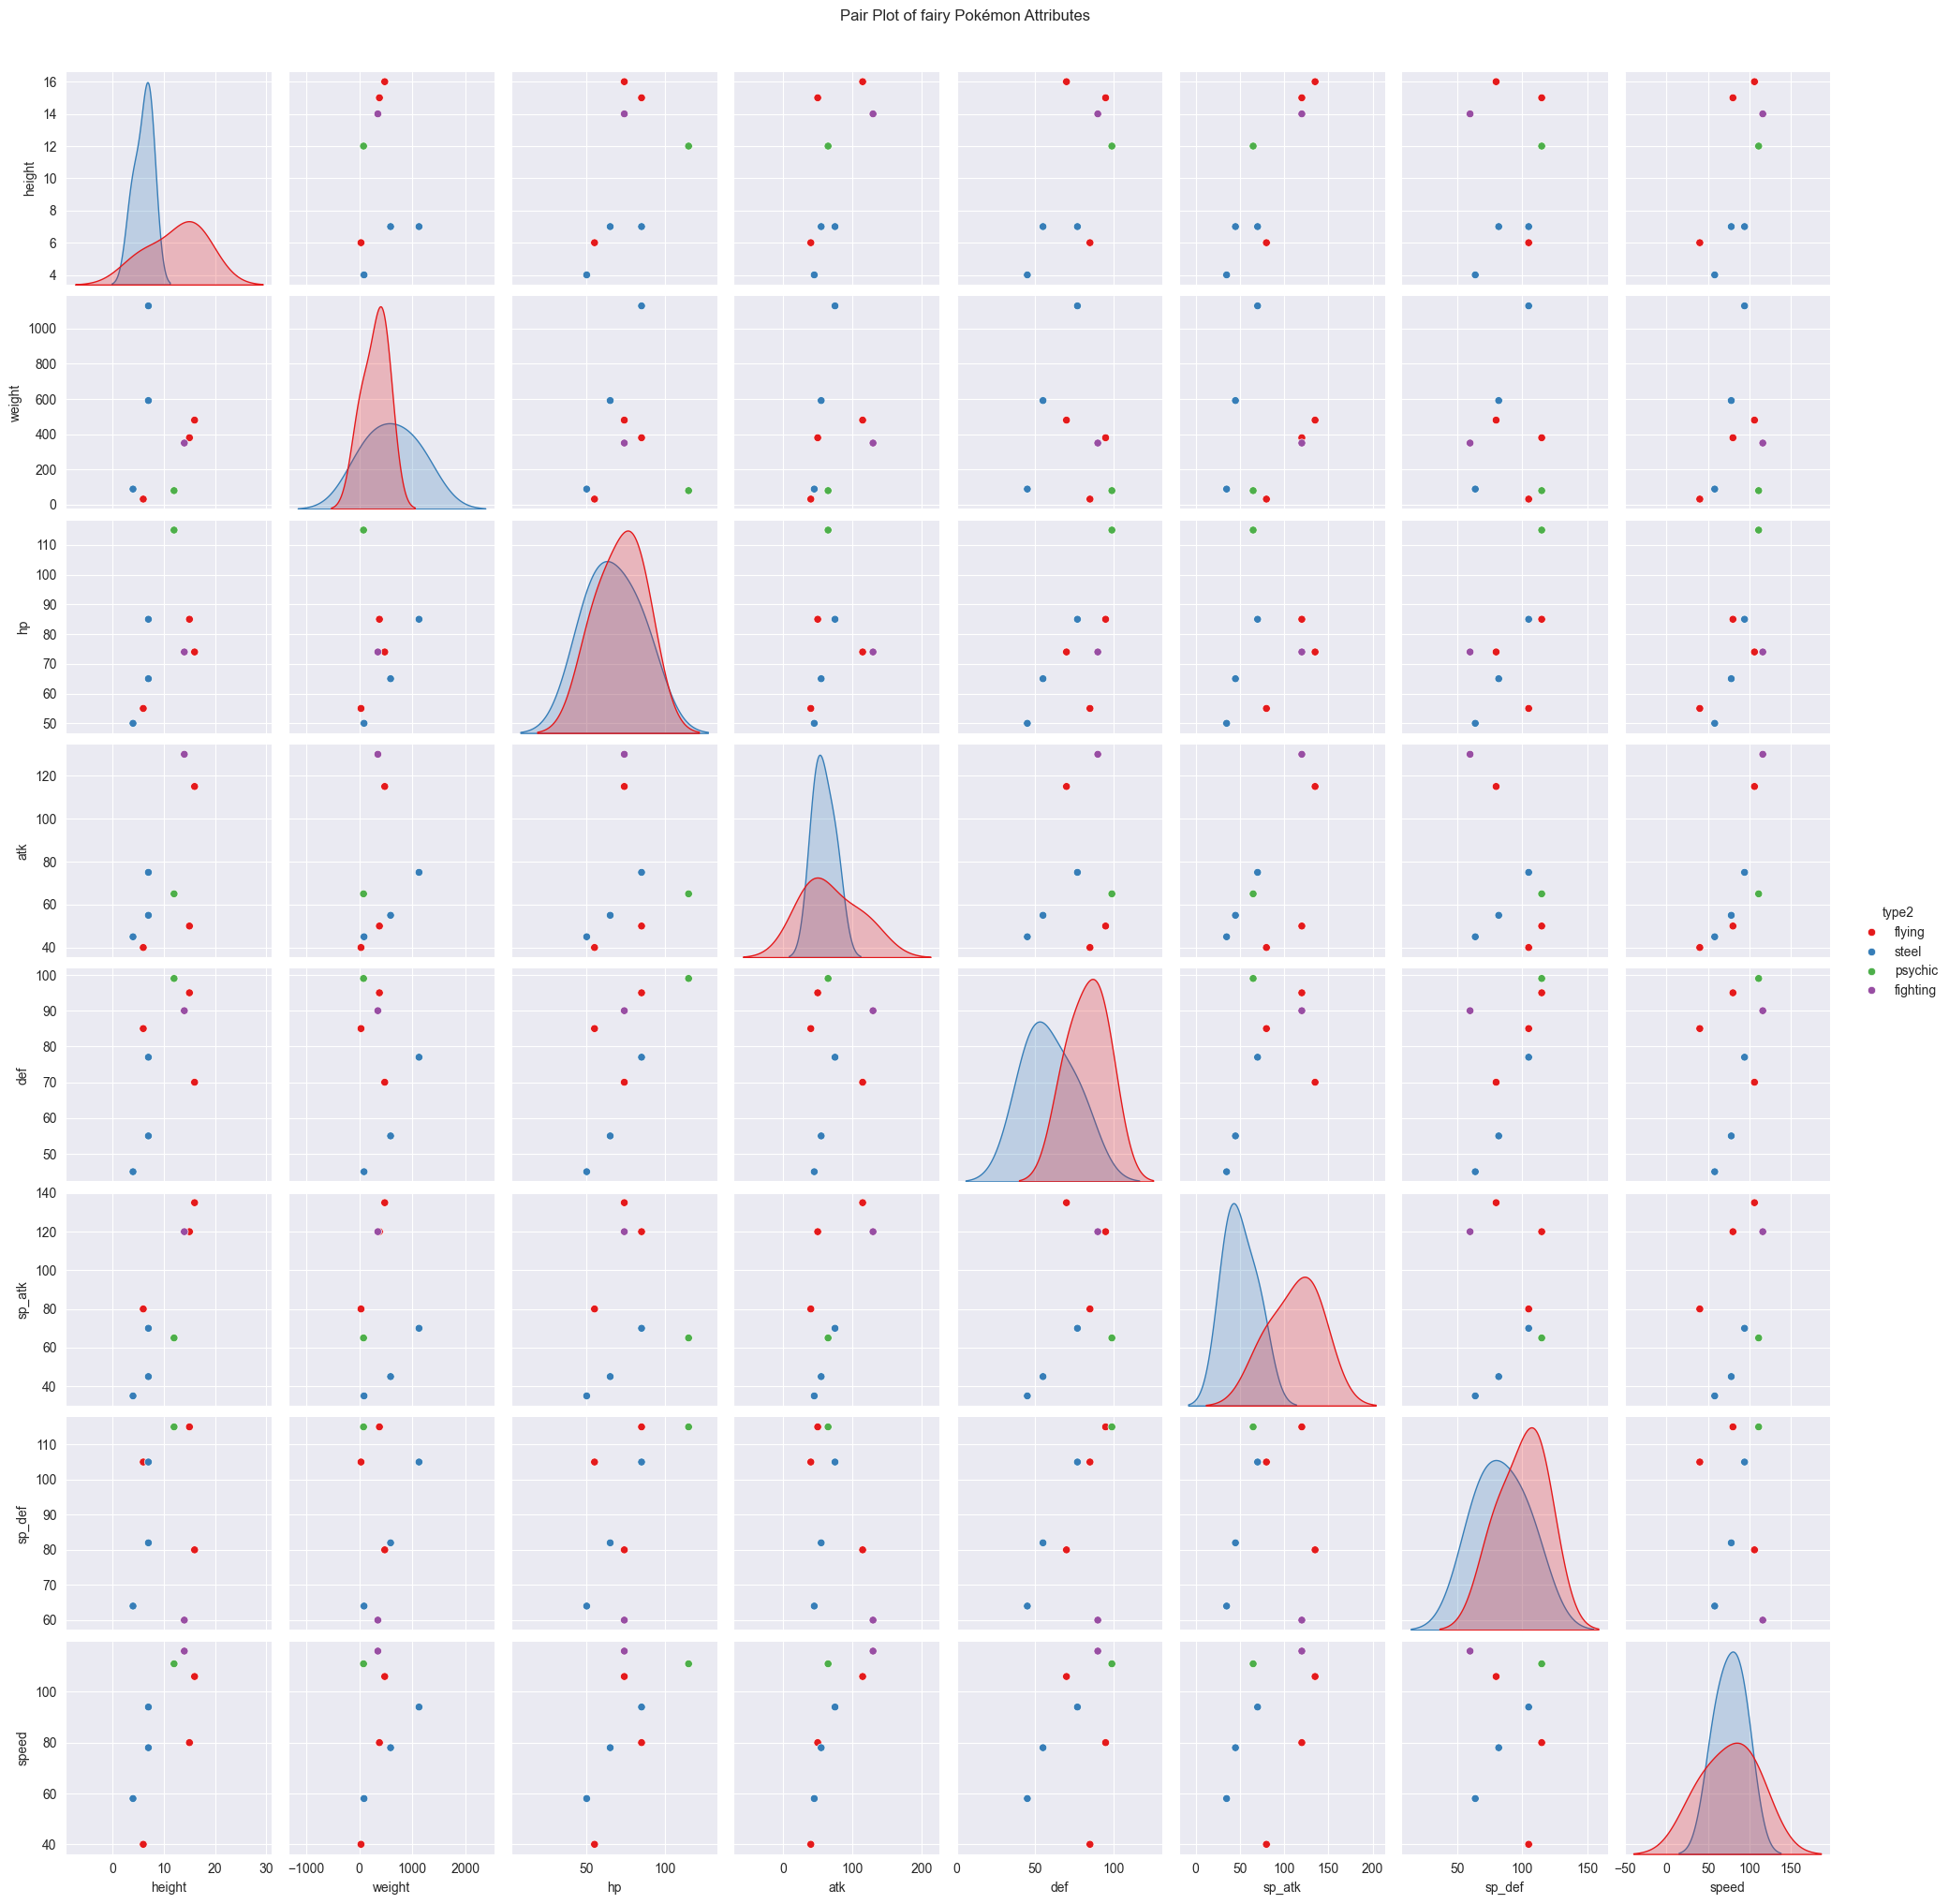 Pair Plot of fairy Pokémon Attributes
16
14
12
10
8
6
4
height
1000
800
600
400
200
0
weight
110
100
90
80
70
60
50
hp
120
100
80
60
40
atk
100
90
80
70
60
50
def
140
120
100
80
60
40
sp_atk
110
100
90
80
70
60
sp_def
100
80
60
40
speed
0 10 20 30
−1000 0 1000 2000
50 100
0 100 200
0 50 100
0 50 100 150 200
50 100 150
−50 0 50 100 150
height weight hp atk def sp_atk sp_def speed
type2
flying
steel
psychic
fighting